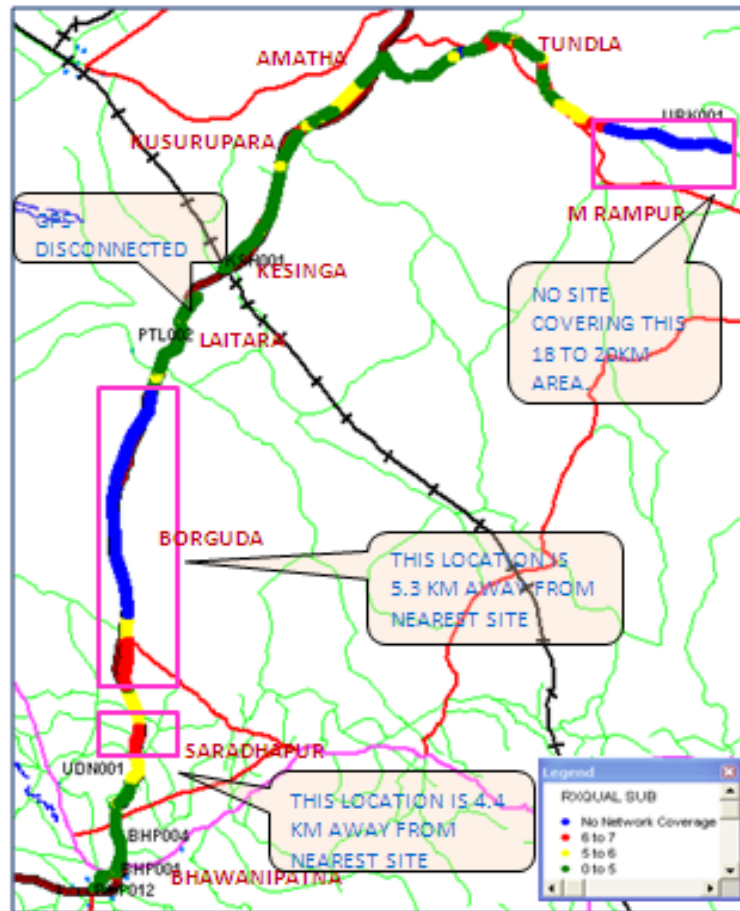 AMATHA
TUNDLA
URK001
KUSURUPARA
M RAMPUR
GPS
DISCONNECTED
KSH001
KESINGA
NO SITE
COVERING THIS
18 TO 20KM
AREA.
PTL002
LAITARA
BORGUDA
THIS LOCATION IS
5.3 KM AWAY FROM
NEAREST SITE
SARADHAPUR
UDN001
THIS LOCATION IS 4.4
KM AWAY FROM
NEAREST SITE
BHP004
BHAWANIPATNA
Legend
RXQUAL SUB
No Network Coverage
6 to 7
5 to 6
0 to 5